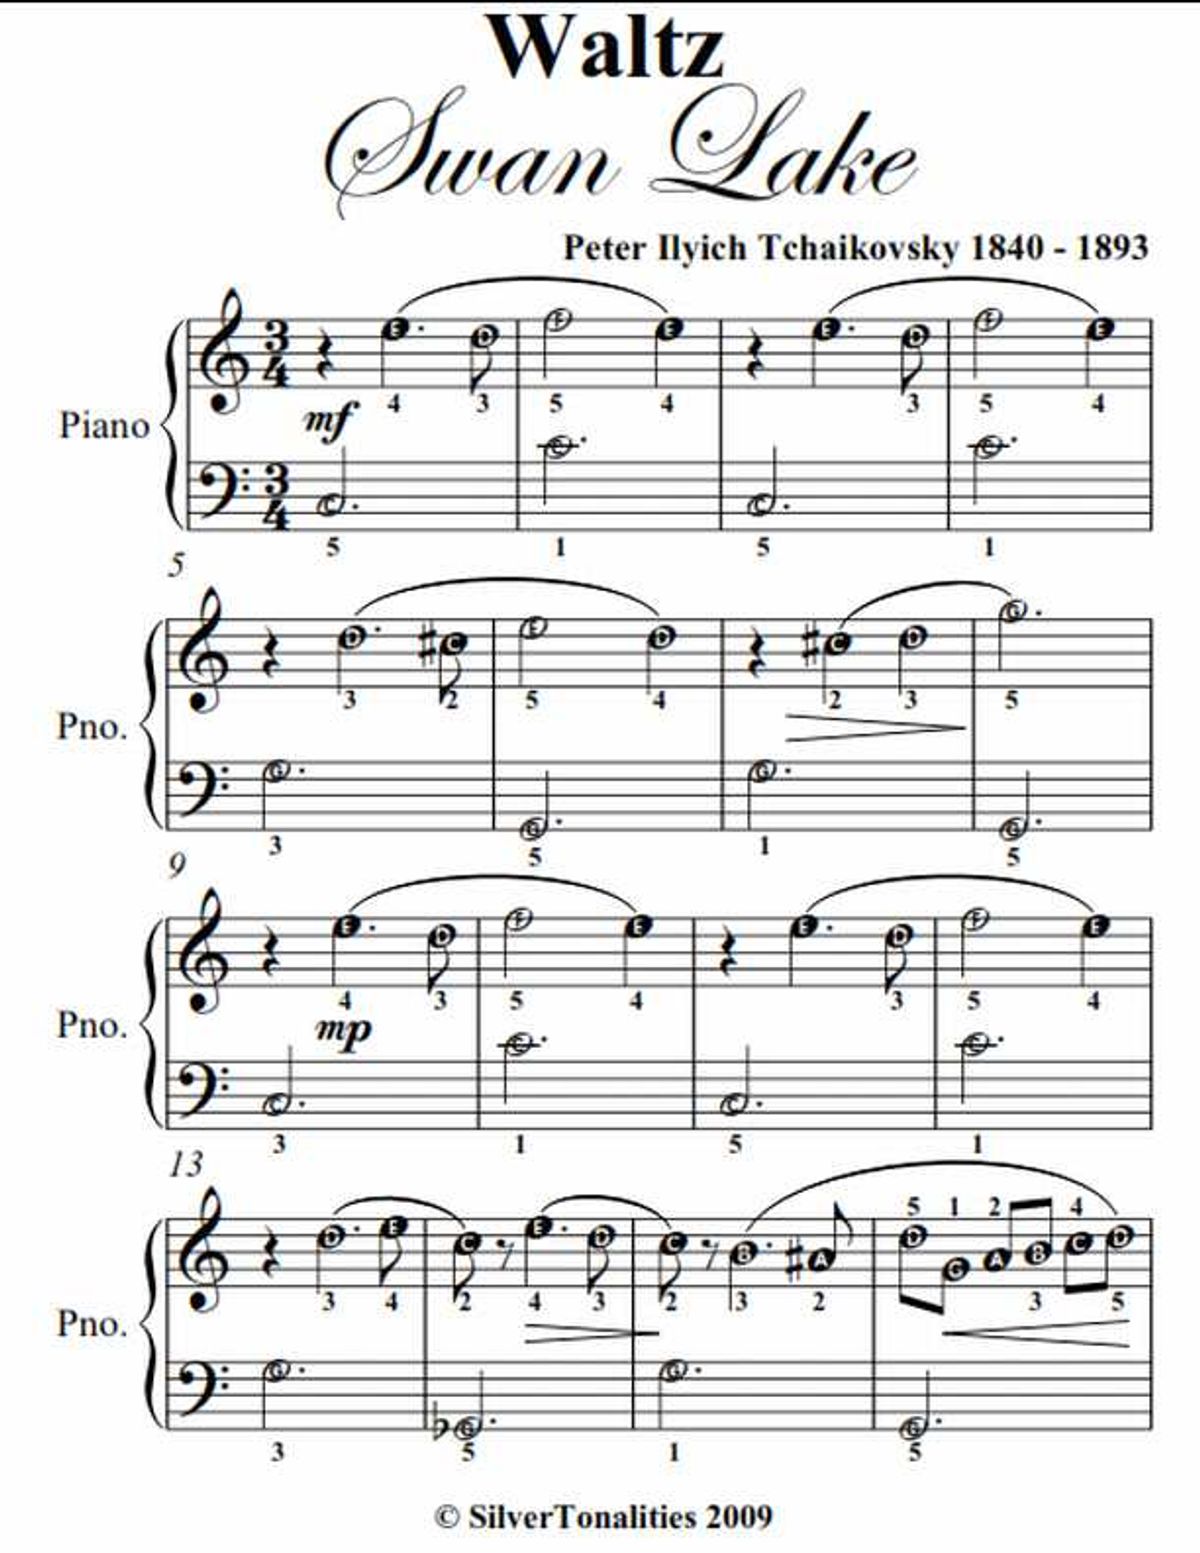 Waltz
Swan Lake
Peter Ilyich Tchaikovsky 1840 - 1893
3 4 E D F E E D F E
4 3 5 4 3 5 4
mf
Piano
3 4 C C C C
5 1 5 1
5
D C E D C D G
3 2 5 4 2 3 5
Pno.
G G G G
3 5 1 5
9
E D F E E D F E
4 3 5 4 3 5 4
mp
Pno.
C C C C
3 1 5 1
13
5 1 2 4
D E C E D C B A D G A B C D
3 4 2 4 3 2 3 2 3 5
Pno.
G G G G
3 5 1 5
© SilverTonalities 2009